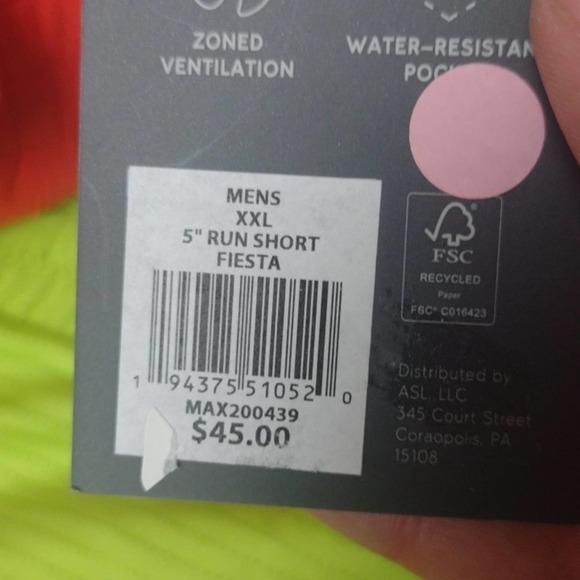 ZONED
VENTILATION
WATER-RESISTAN
MENS
XXL
5" RUN SHORT
FIESTA
1 94375 51052 0
MAX200439
$45.00
FSC
RECYCLED
Paper
FSC® C016423
Distributed by
ASL, LLC
345 Court Street
Coraopolis, PA
15108